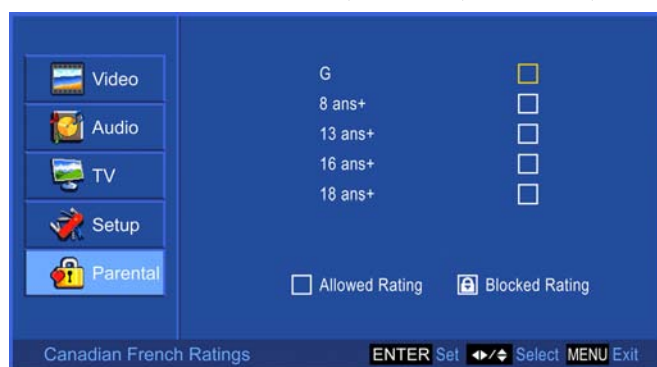 Video
Audio
TV
Setup
Parental
G
8 ans+
13 ans+
16 ans+
18 ans+
Allowed Rating Blocked Rating
Canadian French Ratings ENTER Set Select MENU Exit